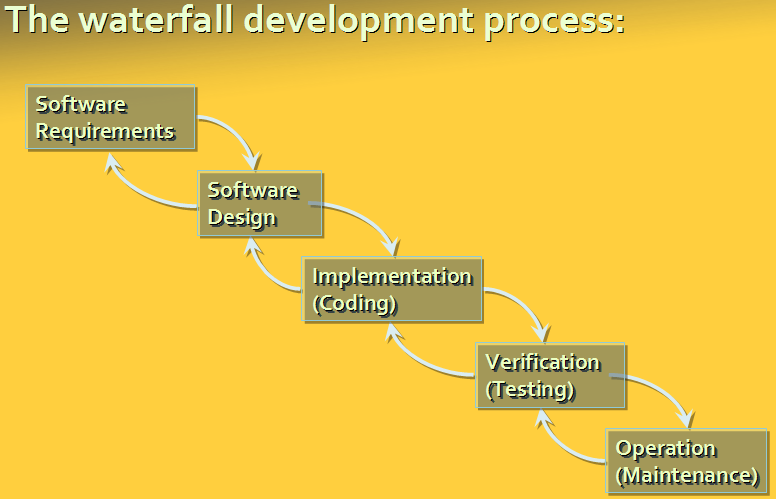 The waterfall development process:
Software
Requirements
Software
Design
Implementation
(Coding)
Verification
(Testing)
Operation
(Maintenance)